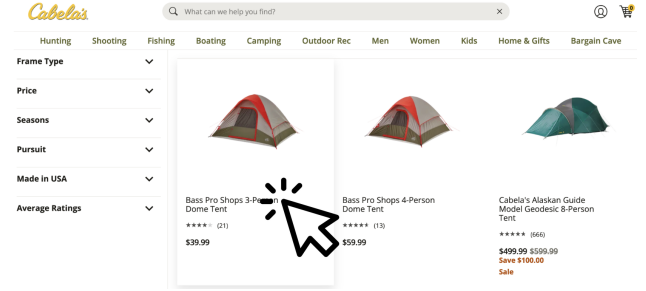 Cabela's
What can we help you find?
0
Hunting Shooting Fishing Boating Camping Outdoor Rec Men Women Kids Home & Gifts Bargain Cave
Frame Type
Price
Seasons
Pursuit
Made in USA
Average Ratings
Bass Pro Shops 3-Person
Dome Tent
(21)
$39.99
Bass Pro Shops 4-Person
Dome Tent
(13)
$59.99
Cabela's Alaskan Guide
Model Geodesic 8-Person
Tent
(666)
$499.99 $599.99
Save $100.00
Sale